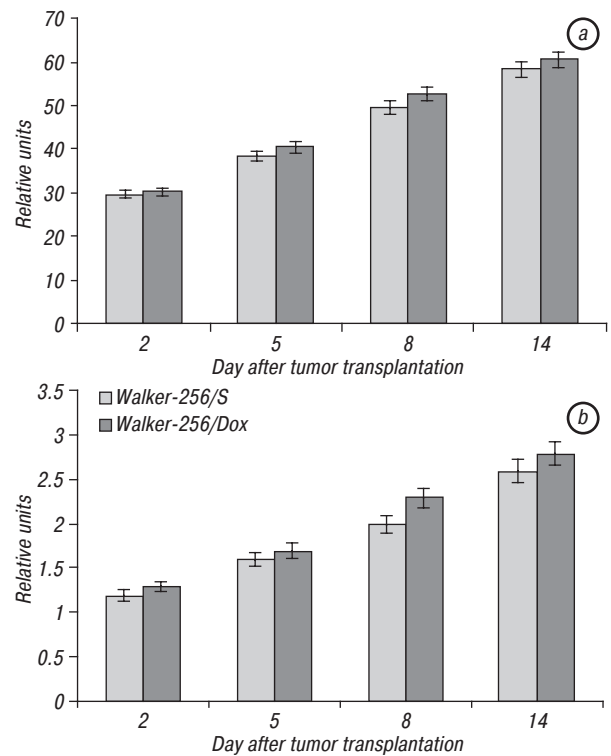 70
a
60
50
40
30
20
10
0
Relative units
2 5 8 14
Day after tumor transplantation
3.5
Walker-256/S
Walker-256/Dox
b
3
2.5
2
1.5
1
0.5
0
Relative units
2 5 8 14
Day after tumor transplantation